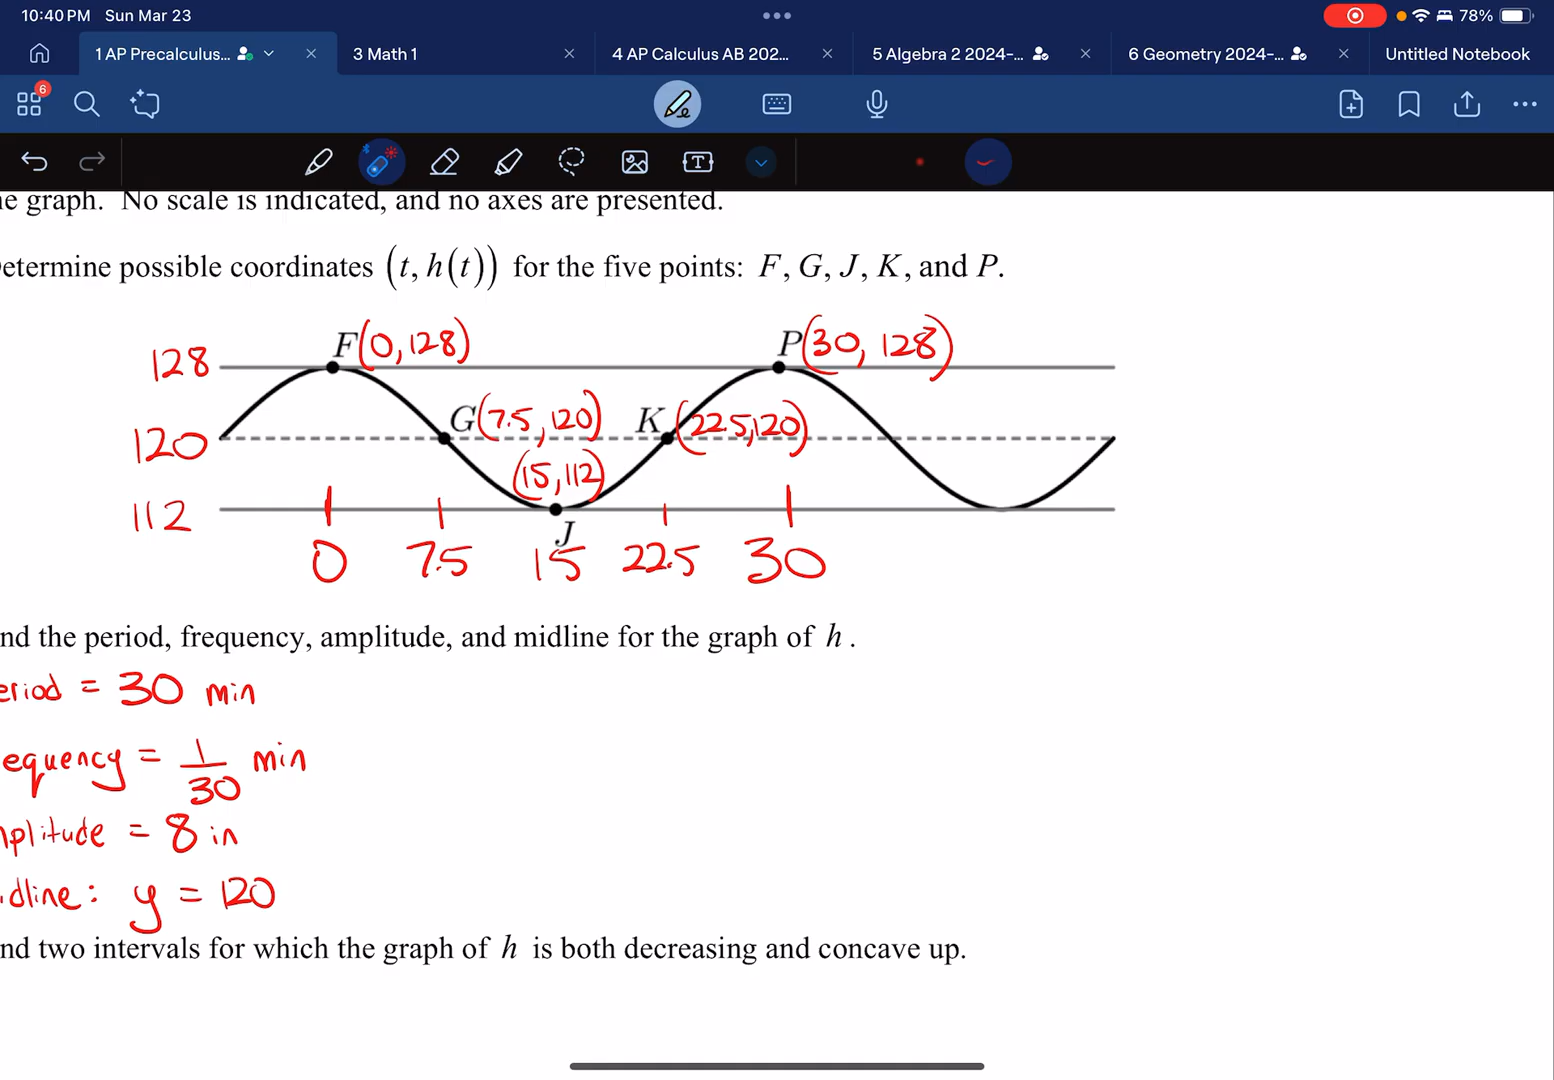 10:40 PM Sun Mar 23
78%
1 AP Precalculus...
3 Math 1
4 AP Calculus AB 202...
5 Algebra 2 2024-...
6 Geometry 2024-...
Untitled Notebook
6
T
e graph. No scale is indicated, and no axes are presented.
etermine possible coordinates (t, h(t)) for the five points: F, G, J, K, and P.
128 F(0,128) P(30, 128)
120 G(7.5, 120) K(22.5,120)
(15,112)
112
J
0 7.5 15 22.5 30
nd the period, frequency, amplitude, and midline for the graph of h.
eriod = 30 min
equency = 1/30 min
plitude = 8 in
dline: y = 120
nd two intervals for which the graph of h is both decreasing and concave up.